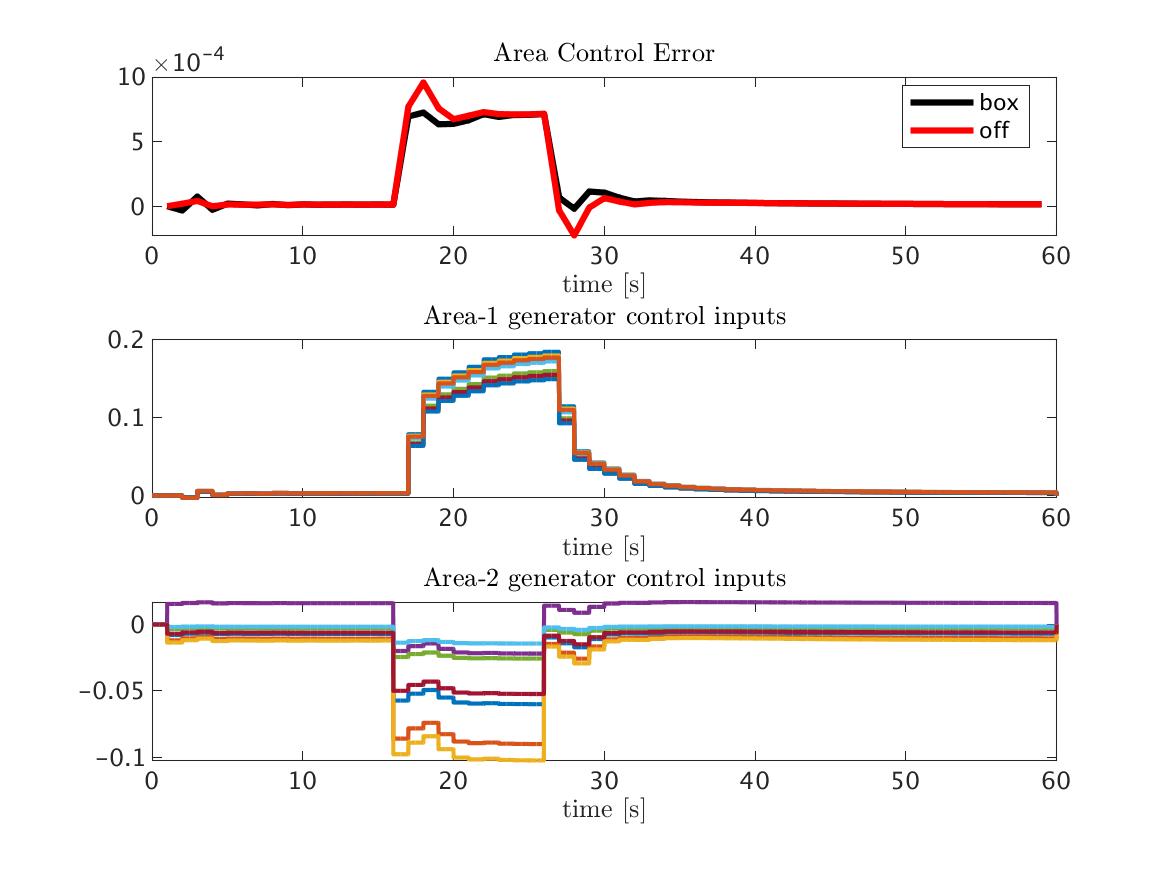 Area Control Error
×10⁻⁴
10
5
0
box
off
0 10 20 30 40 50 60
time [s]
Area-1 generator control inputs
0.2
0.1
0
0 10 20 30 40 50 60
time [s]
Area-2 generator control inputs
0
-0.05
-0.1
0 10 20 30 40 50 60
time [s]